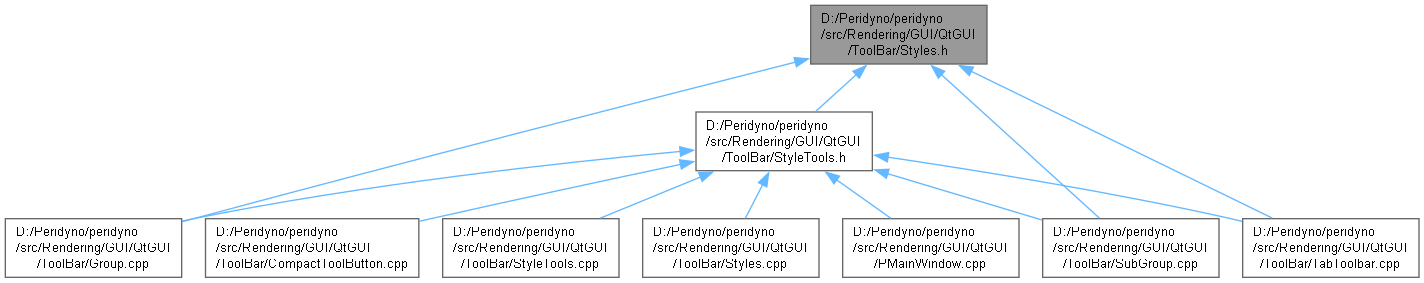 D:/Peridyno/peridyno
/src/Rendering/GUI/QtGUI
/ToolBar/Styles.h
D:/Peridyno/peridyno
/src/Rendering/GUI/QtGUI
/ToolBar/StyleTools.h
D:/Peridyno/peridyno
/src/Rendering/GUI/QtGUI
/ToolBar/Group.cpp
D:/Peridyno/peridyno
/src/Rendering/GUI/QtGUI
/ToolBar/CompactToolButton.cpp
D:/Peridyno/peridyno
/src/Rendering/GUI/QtGUI
/ToolBar/StyleTools.cpp
D:/Peridyno/peridyno
/src/Rendering/GUI/QtGUI
/ToolBar/Styles.cpp
D:/Peridyno/peridyno
/src/Rendering/GUI/QtGUI
/PMainWindow.cpp
D:/Peridyno/peridyno
/src/Rendering/GUI/QtGUI
/ToolBar/SubGroup.cpp
D:/Peridyno/peridyno
/src/Rendering/GUI/QtGUI
/ToolBar/TabToolbar.cpp